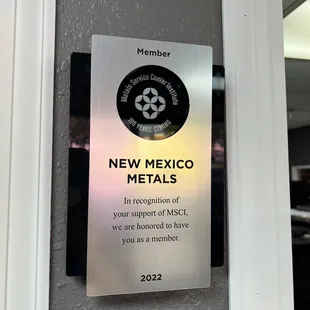 Member
Metals Service Center Institute
100 YEARS STRONG
NEW MEXICO
METALS
In recognition of
your support of MSCI,
we are honored to have
you as a member.
2022